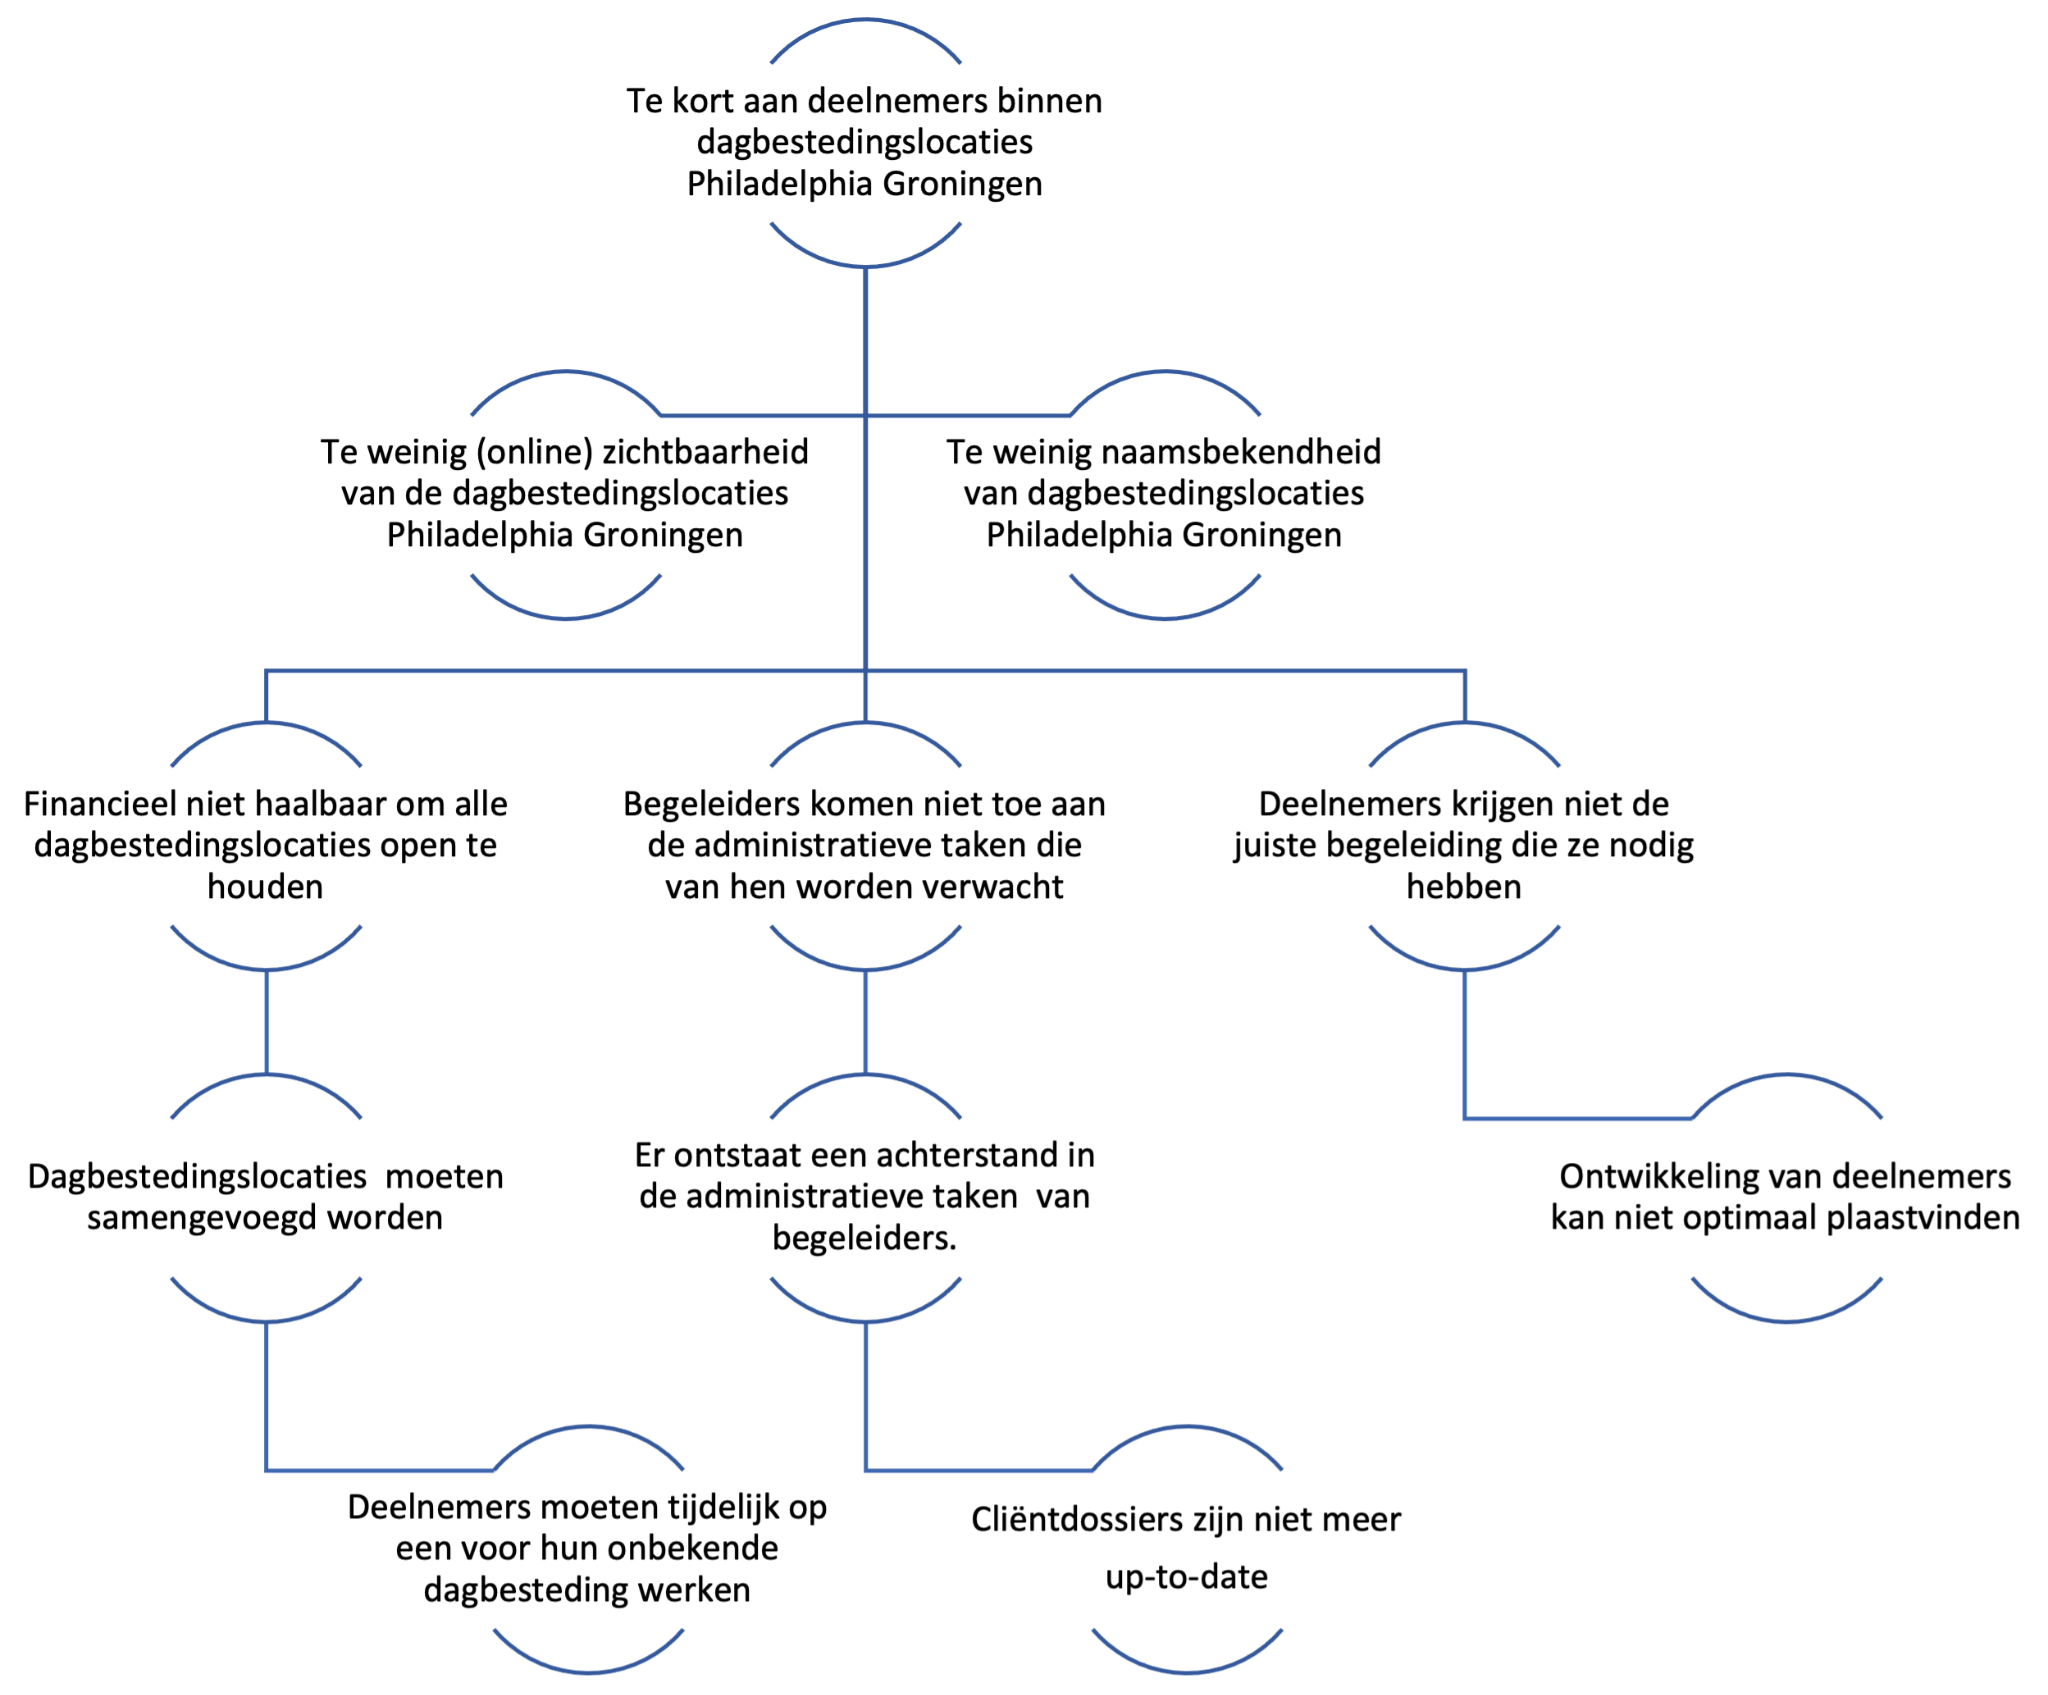 Te kort aan deelnemers binnen
dagbestedingslocaties
Philadelphia Groningen
Te weinig (online) zichtbaarheid
van de dagbestedingslocaties
Philadelphia Groningen
Te weinig naamsbekendheid
van dagbestedingslocaties
Philadelphia Groningen
Financieel niet haalbaar om alle
dagbestedingslocaties open te
houden
Begeleiders komen niet toe aan
de administratieve taken die
van hen worden verwacht
Deelnemers krijgen niet de
juiste begeleiding die ze nodig
hebben
Dagbestedingslocaties  moeten
samengevoegd worden
Er ontstaat een achterstand in
de administratieve taken  van
begeleiders.
Ontwikkeling van deelnemers
kan niet optimaal plaastvinden
Deelnemers moeten tijdelijk op
een voor hun onbekende
dagbesteding werken
Cliëntdossiers zijn niet meer
up-to-date